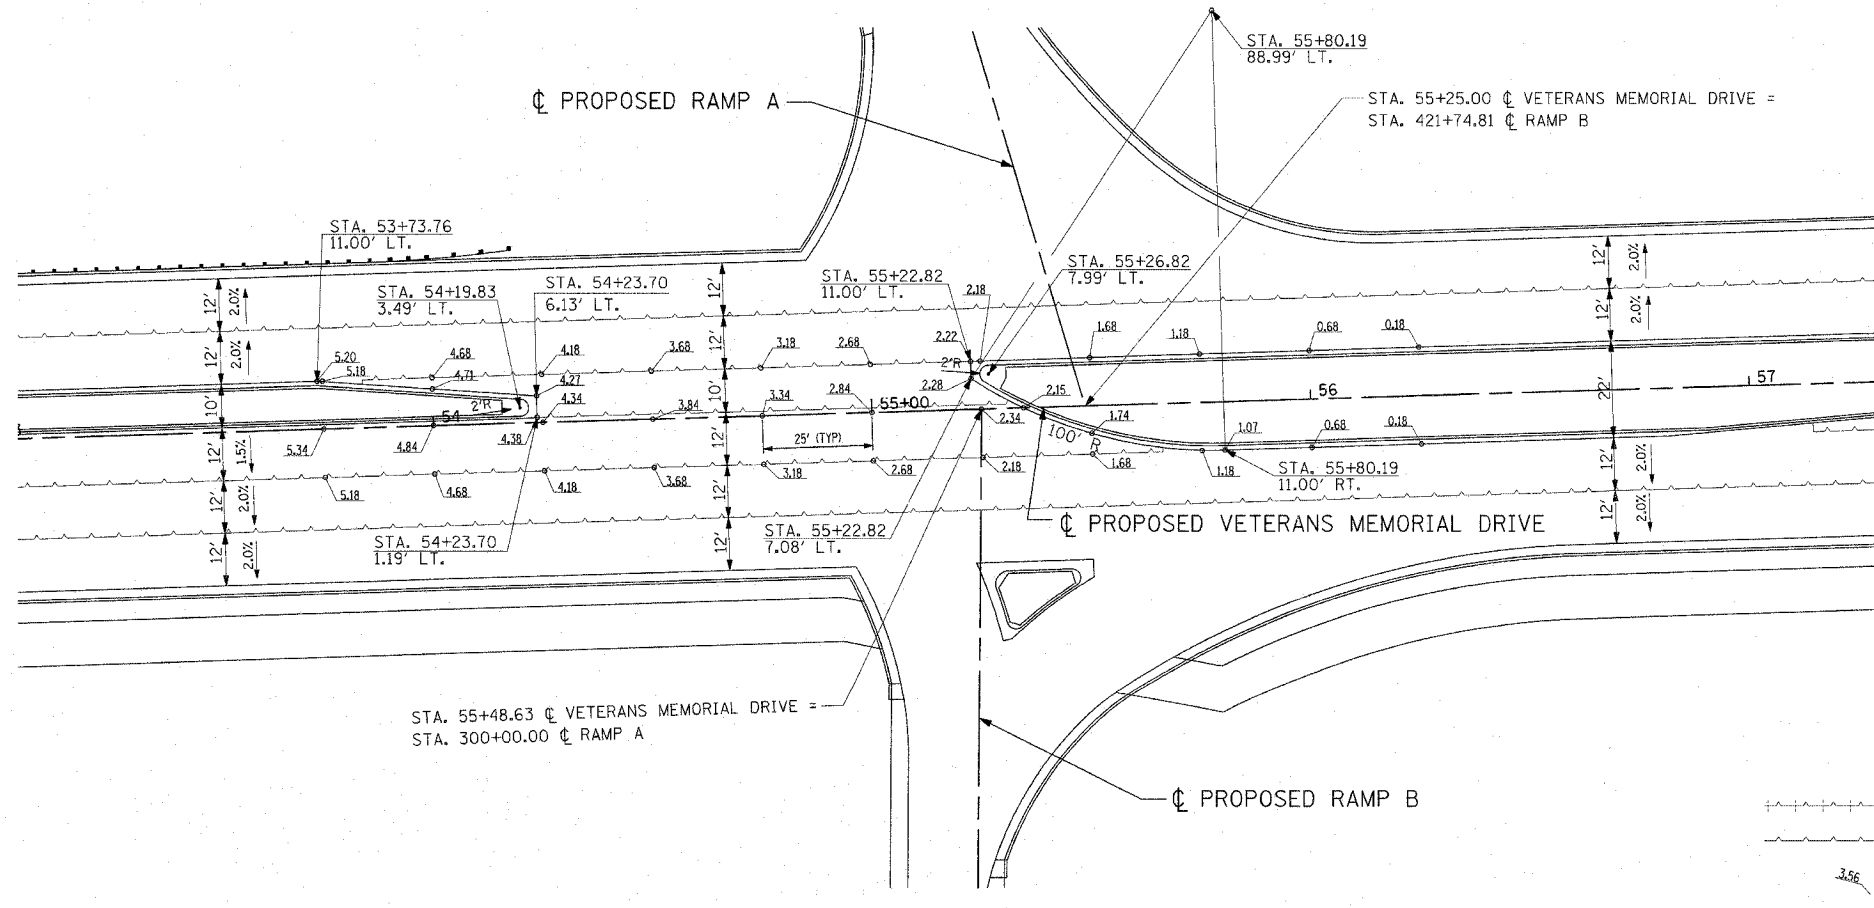 STA. 55+80.19
88.99' LT.
℄ PROPOSED RAMP A
STA. 55+25.00 ℄ VETERANS MEMORIAL DRIVE =
STA. 421+74.81 ℄ RAMP B
STA. 53+73.76
11.00' LT.
STA. 54+19.83
3.49' LT.
STA. 54+23.70
6.13' LT.
STA. 55+22.82
11.00' LT.
STA. 55+26.82
7.99' LT.
12'
2.0%
12'
12'
2.0%
12'
2.0%
12'
12'
2.0%
2.18
2.22
1.68
1.18
0.68
0.18
5.20
5.18
4.68
4.71
4.18
4.27
4.34
3.68
3.18
2.68
2'R
2.28
10'
54
2'R
10'
3.84
3.34
2.84
55+00
2.34
2.15
1.74
56
57
22'
5.34
4.84
4.38
25' (TYP)
100' R
1.07
0.68
0.18
12'
1.5%
12'
12'
2.0%
5.18
4.68
4.18
3.68
3.18
2.68
2.18
1.68
1.18
STA. 55+80.19
11.00' RT.
12'
2.0%
12'
12'
2.0%
STA. 54+23.70
1.19' LT.
STA. 55+22.82
7.08' LT.
℄ PROPOSED VETERANS MEMORIAL DRIVE
12'
2.0%
12'
STA. 55+48.63 ℄ VETERANS MEMORIAL DRIVE =
STA. 300+00.00 ℄ RAMP A
℄ PROPOSED RAMP B
3.56